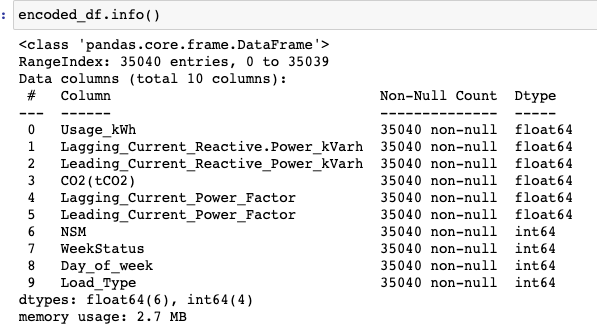 : encoded_df.info()
<class 'pandas.core.frame.DataFrame'>
RangeIndex: 35040 entries, 0 to 35039
Data columns (total 10 columns):
 #   Column                                Non-Null Count  Dtype
---  ------                                --------------  -----
 0   Usage_kWh                             35040 non-null  float64
 1   Lagging_Current_Reactive.Power_kVarh  35040 non-null  float64
 2   Leading_Current_Reactive_Power_kVarh  35040 non-null  float64
 3   CO2(tCO2)                             35040 non-null  float64
 4   Lagging_Current_Power_Factor          35040 non-null  float64
 5   Leading_Current_Power_Factor          35040 non-null  float64
 6   NSM                                   35040 non-null  int64
 7   WeekStatus                            35040 non-null  int64
 8   Day_of_week                           35040 non-null  int64
 9   Load_Type                             35040 non-null  int64
dtypes: float64(6), int64(4)
memory usage: 2.7 MB